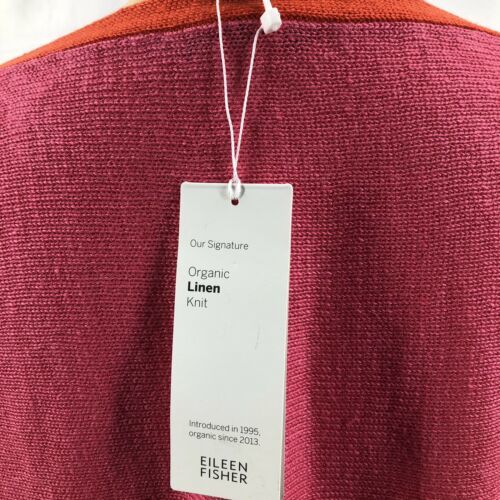 Our Signature
Organic
Linen
Knit
Introduced in 1995,
organic since 2013.
EILEEN
FISHER